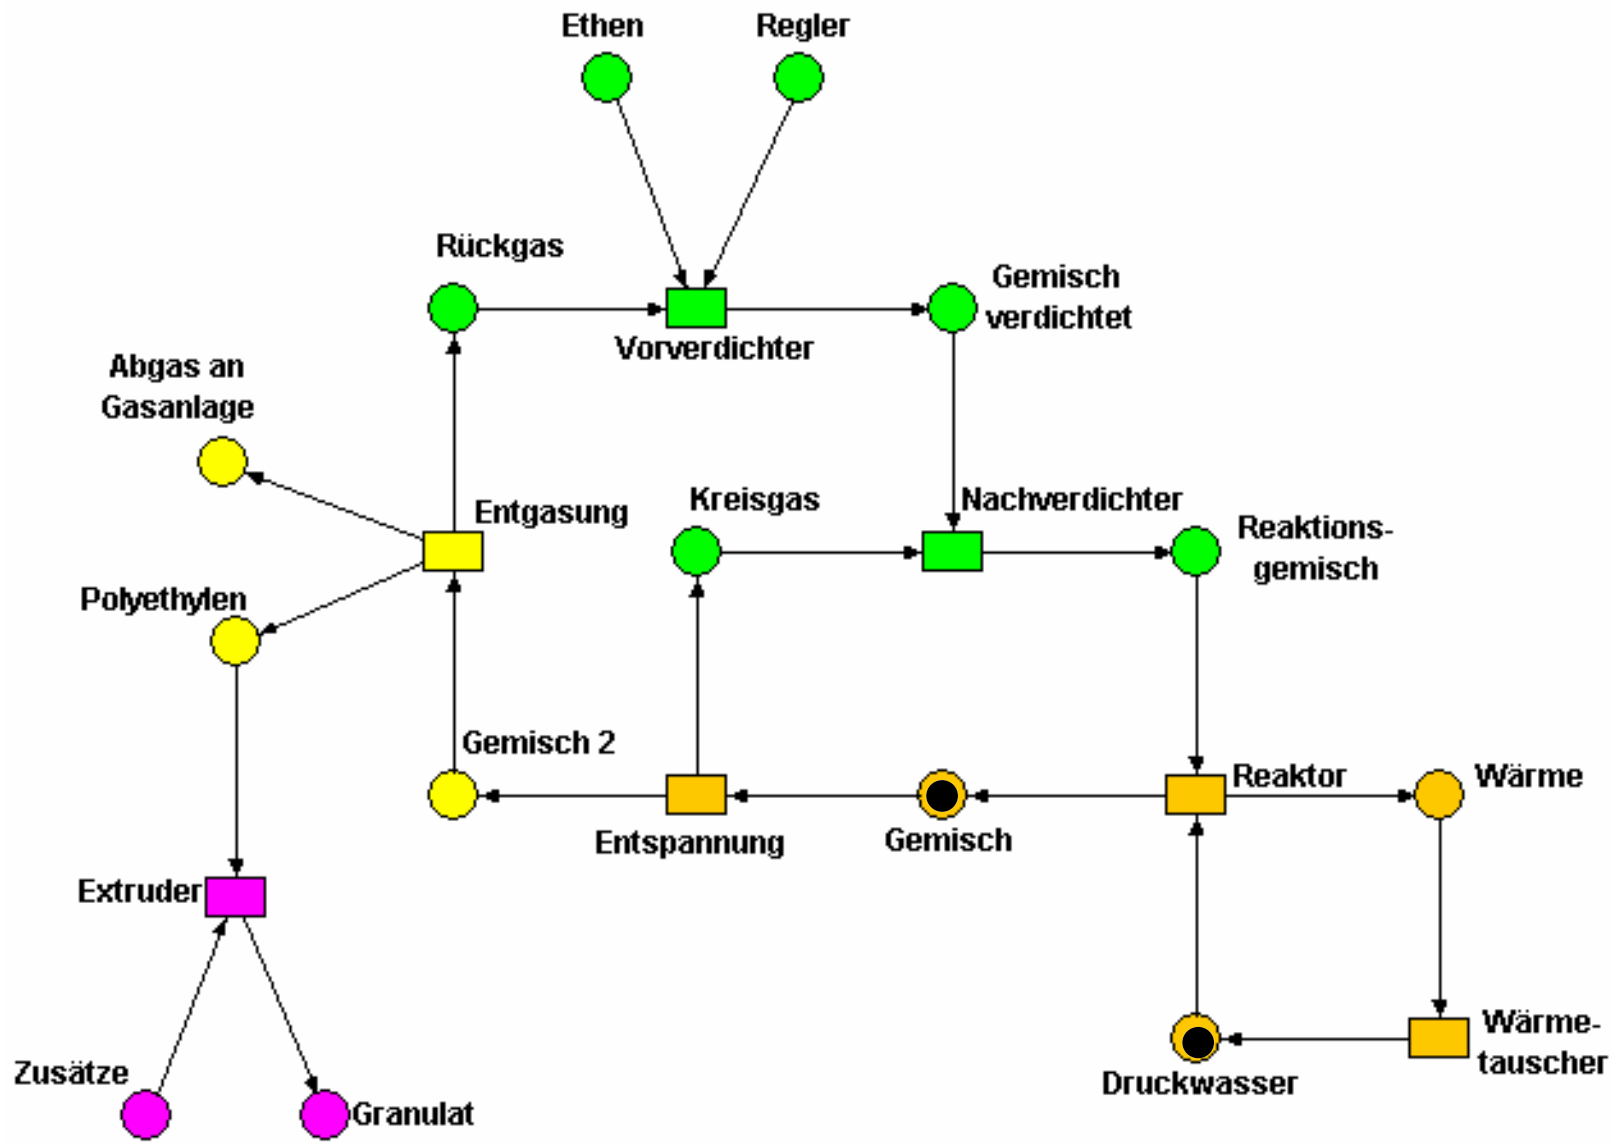 Ethen
Regler
Rückgas
Gemisch
verdichtet
Vorverdichter
Abgas an
Gasanlage
Kreisgas
Nachverdichter
Entgasung
Reaktions-
gemisch
Polyethylen
Gemisch 2
Reaktor
Wärme
Entspannung
Gemisch
Extruder
Wärme-
tauscher
Zusätze
Druckwasser
Granulat